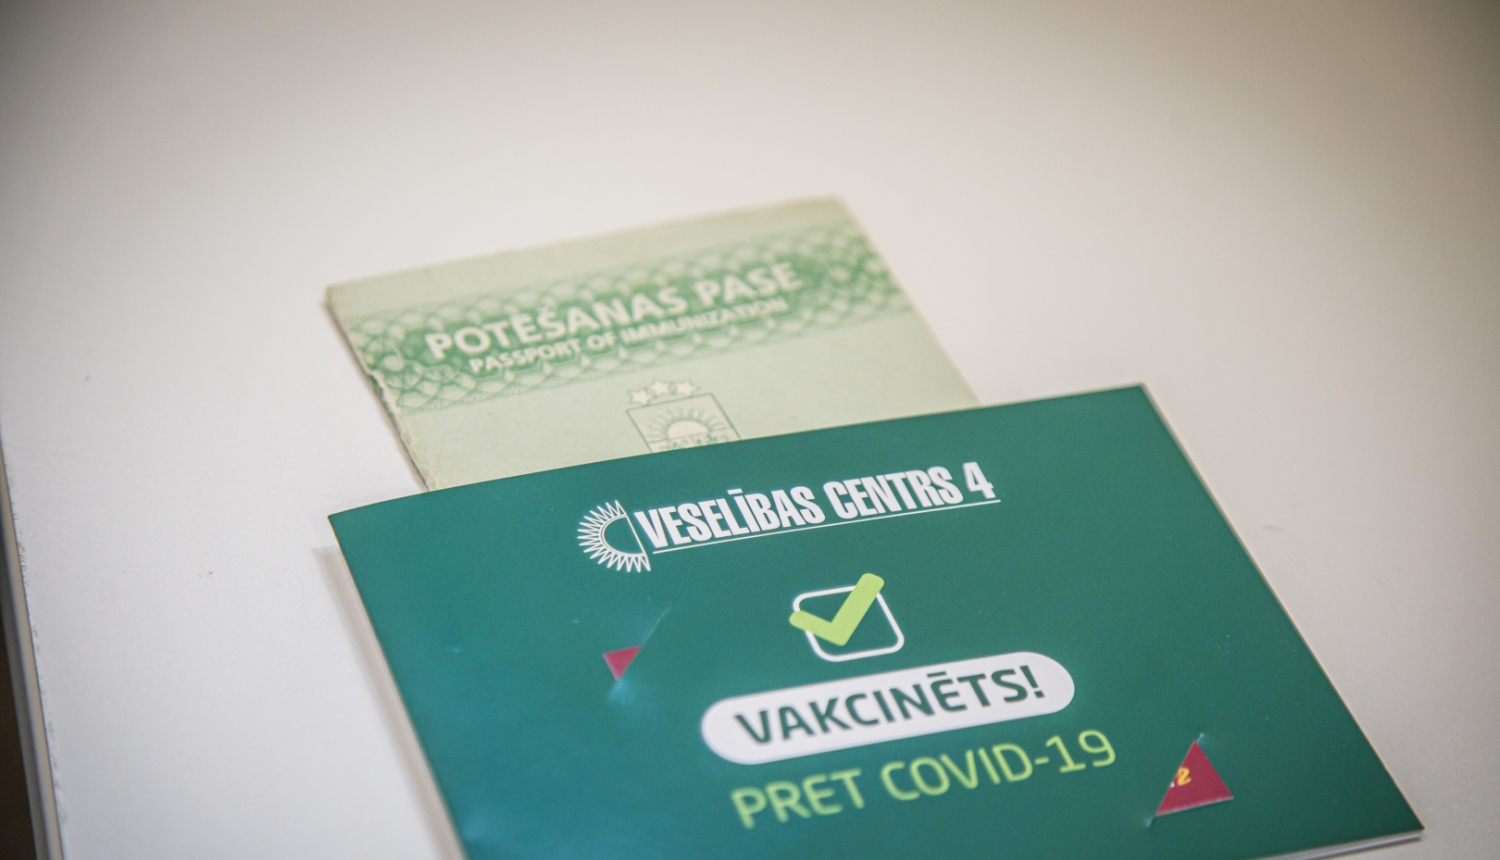 POTĒŠANAS PASE
PASSPORT OF IMMUNIZATION
VESELĪBAS CENTRS 4
VAKCINĒTS!
PRET COVID-19